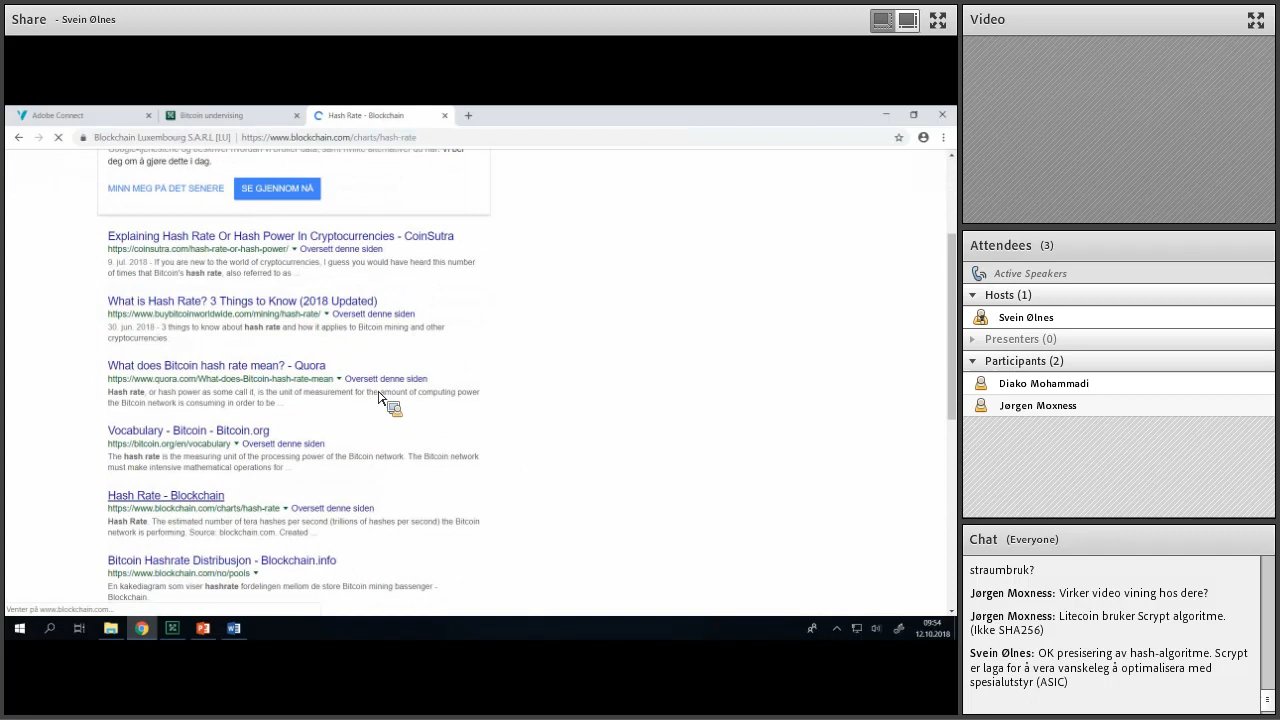 Share - Svein Ølnes
Video
Adobe Connect
Bitcoin undervising
Hash Rate - Blockchain
Blockchain Luxembourg S.A.R.L [LU] | https://www.blockchain.com/charts/hash-rate
deg om å gjøre dette i dag.
MINN MEG PÅ DET SENERE
SE GJENNOM NÅ
Explaining Hash Rate Or Hash Power In Cryptocurrencies - CoinSutra
https://coinsutra.com/hash-rate-or-hash-power/ Oversett denne siden
9. jul. 2018 - If you are new to the world of cryptocurrencies, I guess you would have heard this number
of times that Bitcoin's hash rate, also referred to as ...
What is Hash Rate? 3 Things to Know (2018 Updated)
https://www.buybitcoinworldwide.com/mining/hash-rate/ Oversett denne siden
30. jun. 2018 - 3 things to know about hash rate and how it applies to Bitcoin mining and other
cryptocurrencies.
What does Bitcoin hash rate mean? - Quora
https://www.quora.com/What-does-Bitcoin-hash-rate-mean Oversett denne siden
Hash rate, or hash power as some call it, is the unit of measurement for the amount of computing power
the Bitcoin network is consuming in order to be ...
Vocabulary - Bitcoin - Bitcoin.org
https://bitcoin.org/en/vocabulary Oversett denne siden
The hash rate is the measuring unit of the processing power of the Bitcoin network. The Bitcoin network
must make intensive mathematical operations for ...
Hash Rate - Blockchain
https://www.blockchain.com/charts/hash-rate Oversett denne siden
Hash Rate. The estimated number of tera hashes per second (trillions of hashes per second) the Bitcoin
network is performing. Source: blockchain.com. Created ...
Bitcoin Hashrate Distribusjon - Blockchain.info
https://www.blockchain.com/no/pools
En kakediagram som viser hashrate fordelingen mellom de store Bitcoin mining bassenger -
Blockchain.
Venter på www.blockchain.com...
09:54
12.10.2018
Attendees (3)
Active Speakers
Hosts (1)
Svein Ølnes
Presenters (0)
Participants (2)
Diako Mohammadi
Jørgen Moxness
Chat (Everyone)
straumbruk?
Jørgen Moxness: Virker video vining hos dere?
Jørgen Moxness: Litecoin bruker Scrypt algoritme.
(Ikke SHA256)
Svein Ølnes: OK presisering av hash-algoritme. Scrypt
er laga for å vera vanskeleg å optimalisera med
spesialutstyr (ASIC)